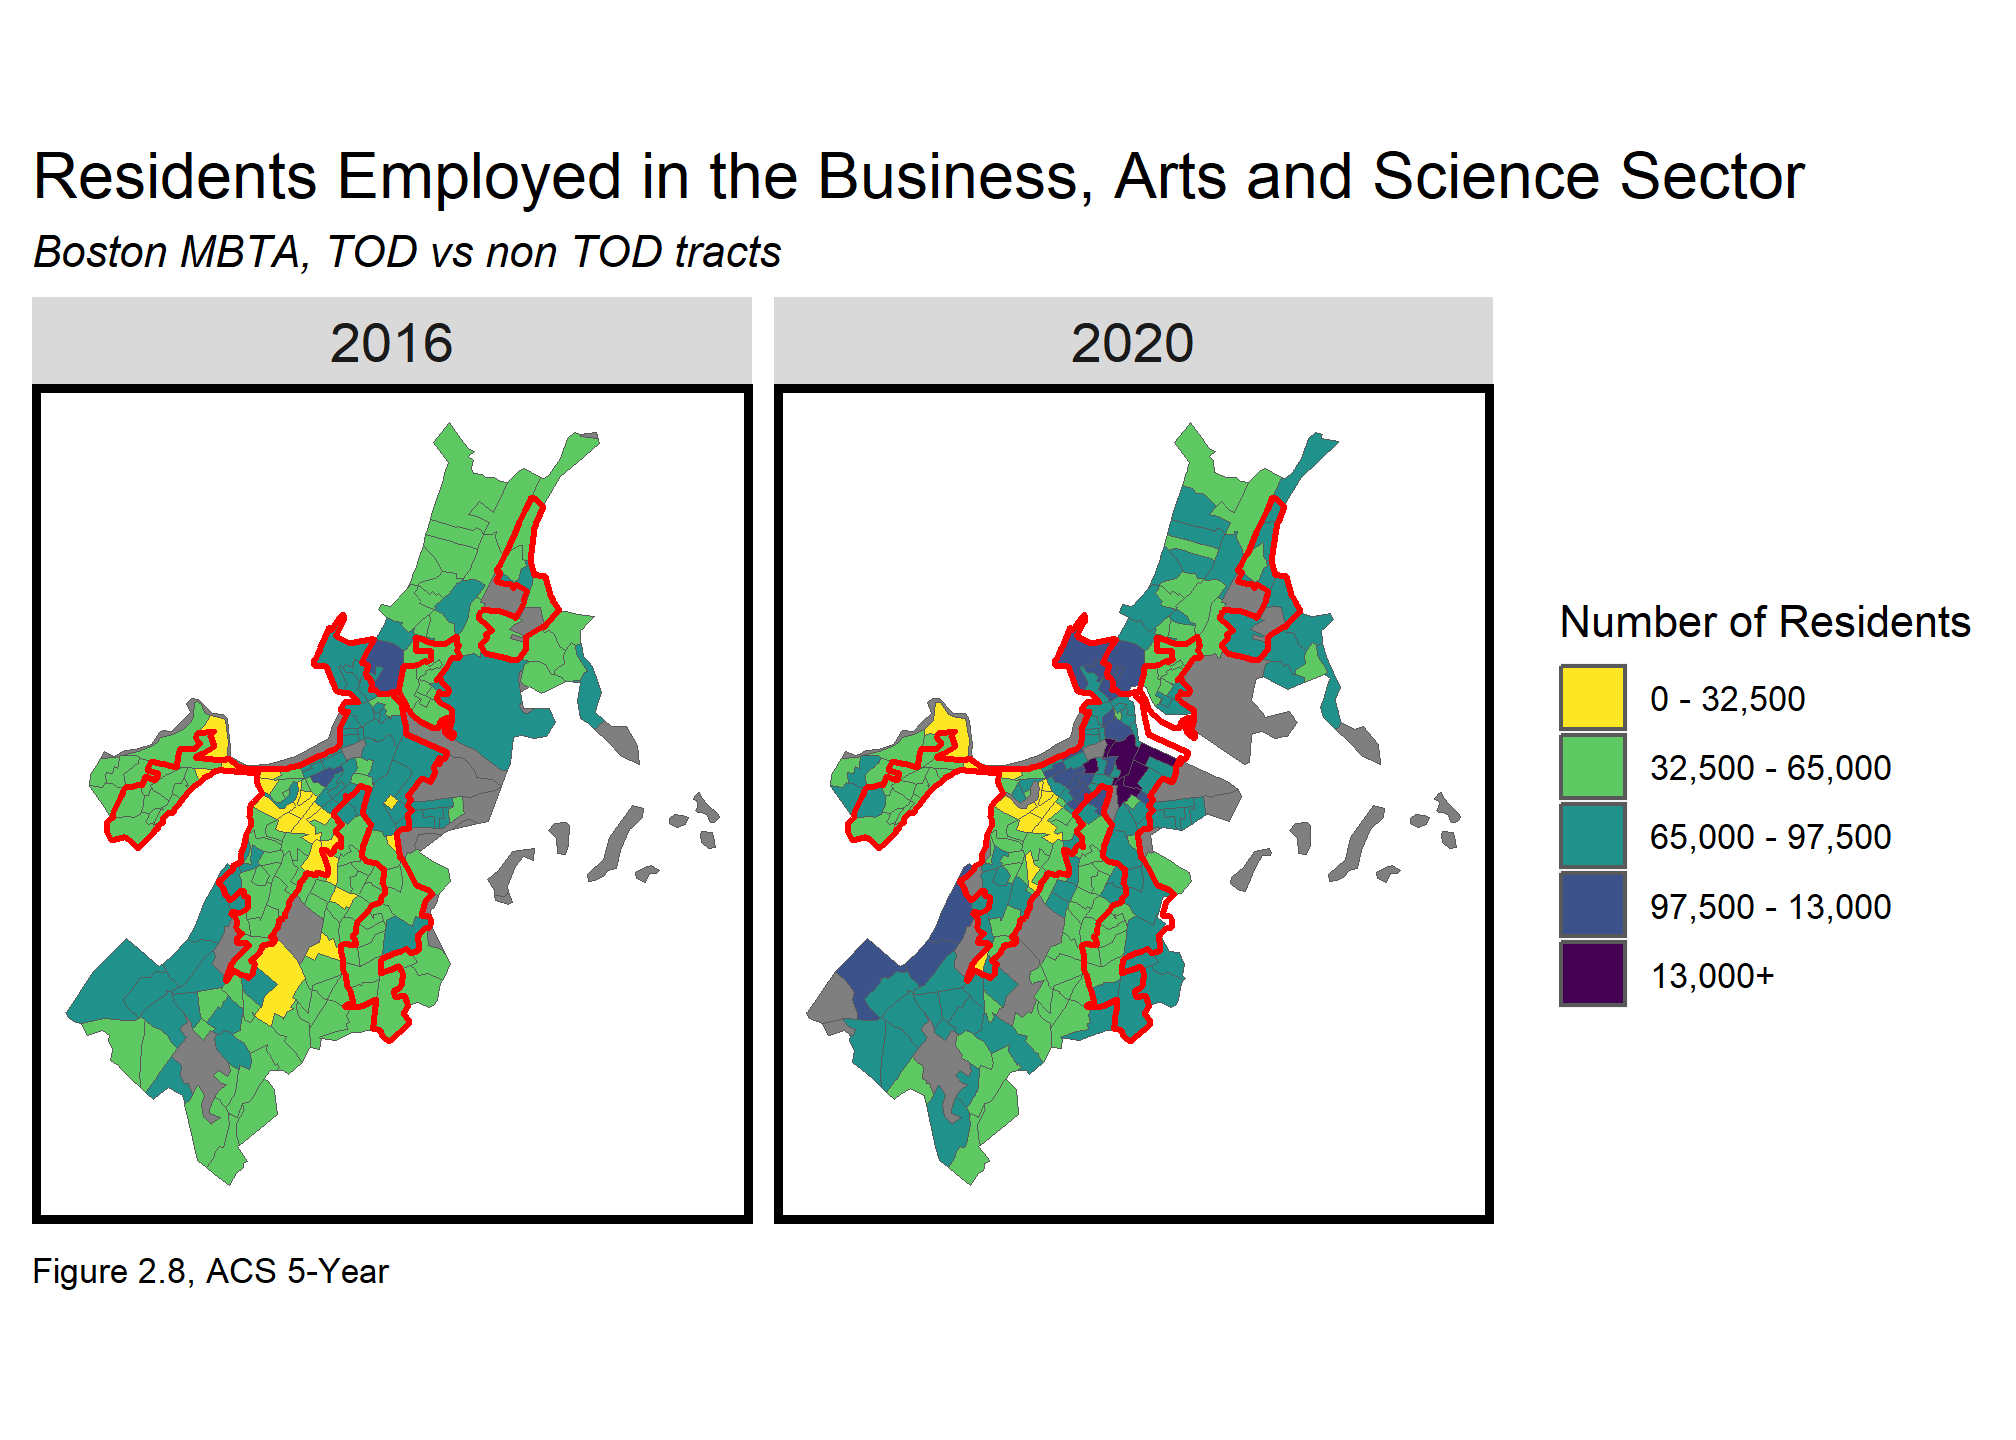 Residents Employed in the Business, Arts and Science Sector
Boston MBTA, TOD vs non TOD tracts
2016
2020
Number of Residents
0 - 32,500
32,500 - 65,000
65,000 - 97,500
97,500 - 13,000
13,000+
Figure 2.8, ACS 5-Year